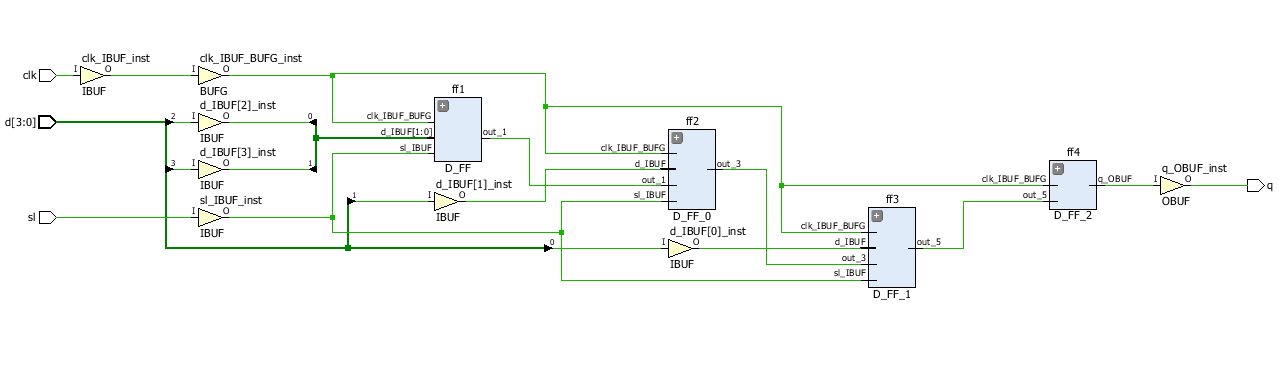 clk
I
clk_IBUF_inst
O
IBUF
I
clk_IBUF_BUFG_inst
O
BUFG
d[3:0]
2
I
d_IBUF[2]_inst
O
IBUF
0
3
I
d_IBUF[3]_inst
O
IBUF
1
sl
I
sl_IBUF_inst
O
IBUF
ff1
clk_IBUF_BUFG
d_IBUF[1:0]
sl_IBUF
out_1
D_FF
1
I
d_IBUF[1]_inst
O
IBUF
0
ff2
clk_IBUF_BUFG
d_IBUF
out_1
sl_IBUF
out_3
D_FF_0
I
d_IBUF[0]_inst
O
IBUF
ff3
clk_IBUF_BUFG
d_IBUF
out_3
sl_IBUF
out_5
D_FF_1
ff4
clk_IBUF_BUFG
out_5
q_OBUF
D_FF_2
I
q_OBUF_inst
O
OBUF
q